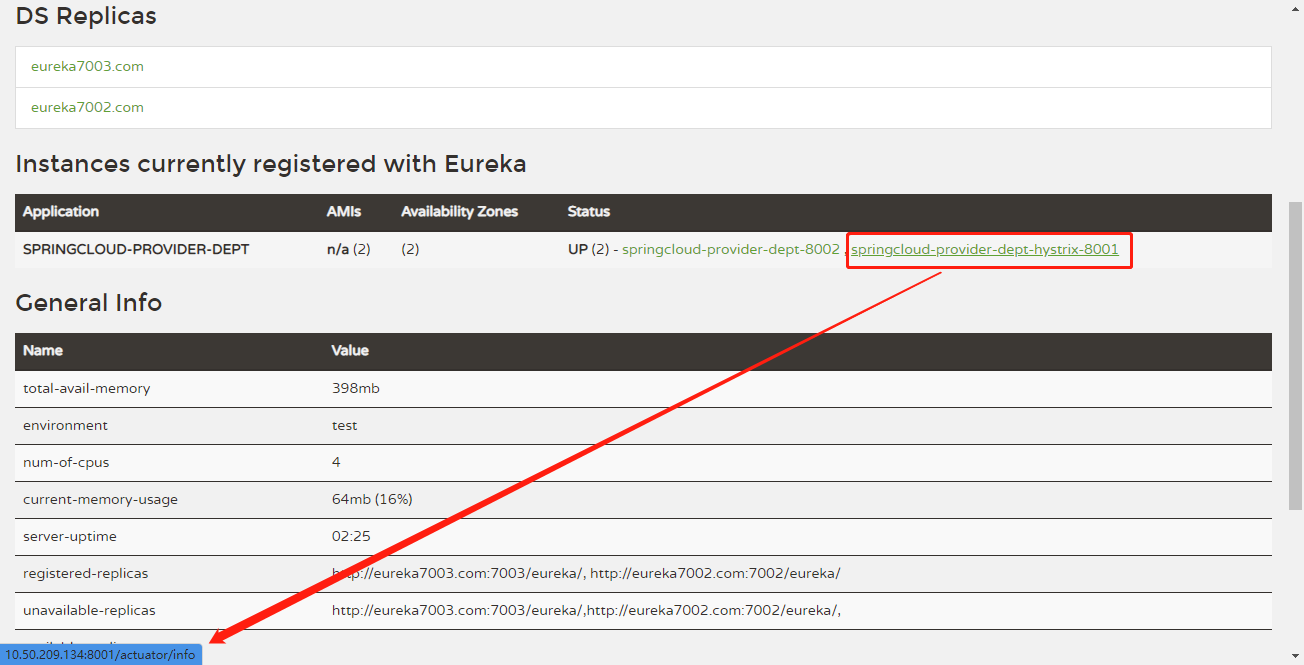 DS Replicas
eureka7003.com
eureka7002.com
Instances currently registered with Eureka
Application AMIs Availability Zones Status
SPRINGCLOUD-PROVIDER-DEPT n/a (2) (2) UP (2) - springcloud-provider-dept-8002 , springcloud-provider-dept-hystrix-8001
General Info
Name Value
total-avail-memory 398mb
environment test
num-of-cpus 4
current-memory-usage 64mb (16%)
server-uptime 02:25
registered-replicas http://eureka7003.com:7003/eureka/, http://eureka7002.com:7002/eureka/
unavailable-replicas http://eureka7003.com:7003/eureka/,http://eureka7002.com:7002/eureka/,
10.50.209.134:8001/actuator/info